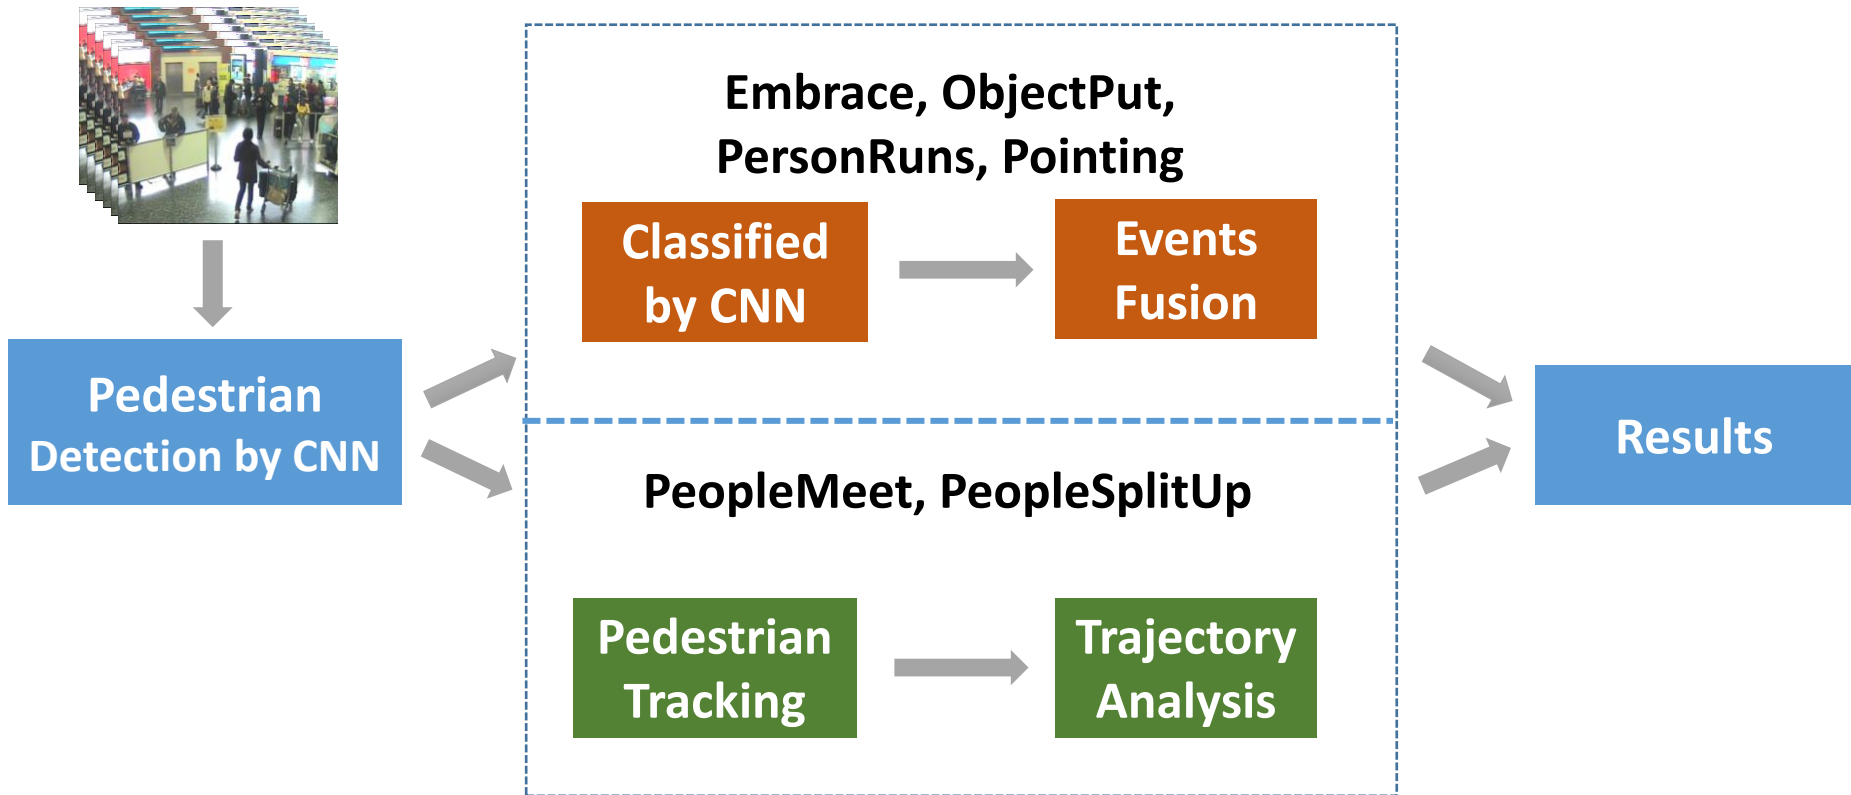 Embrace, ObjectPut,
PersonRuns, Pointing
Classified
by CNN
Events
Fusion
Pedestrian
Detection by CNN
Results
PeopleMeet, PeopleSplitUp
Pedestrian
Tracking
Trajectory
Analysis